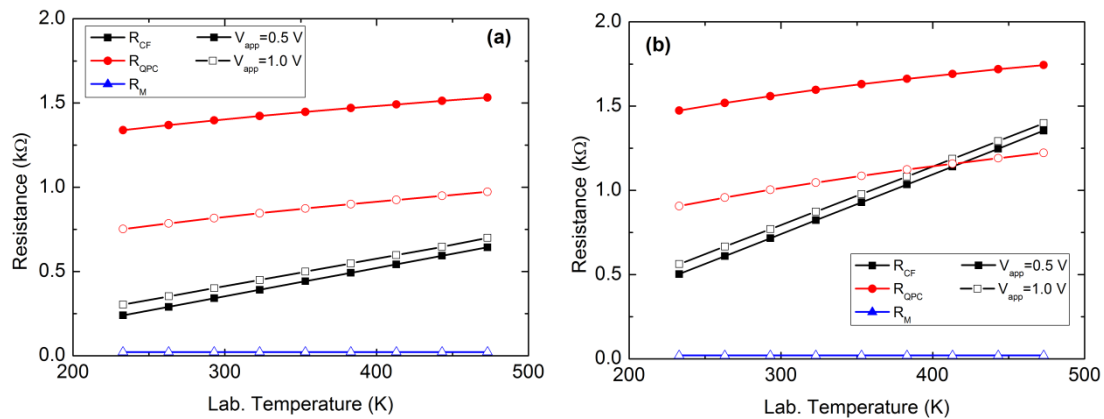 (a)
R_CF V_app=0.5 V
R_QPC V_app=1.0 V
R_M
Resistance (kΩ)
2.0
1.5
1.0
0.5
0.0
200 300 400 500
Lab. Temperature (K)
(b)
R_CF V_app=0.5 V
R_QPC V_app=1.0 V
R_M
Resistance (kΩ)
2.0
1.5
1.0
0.5
0.0
200 300 400 500
Lab. Temperature (K)